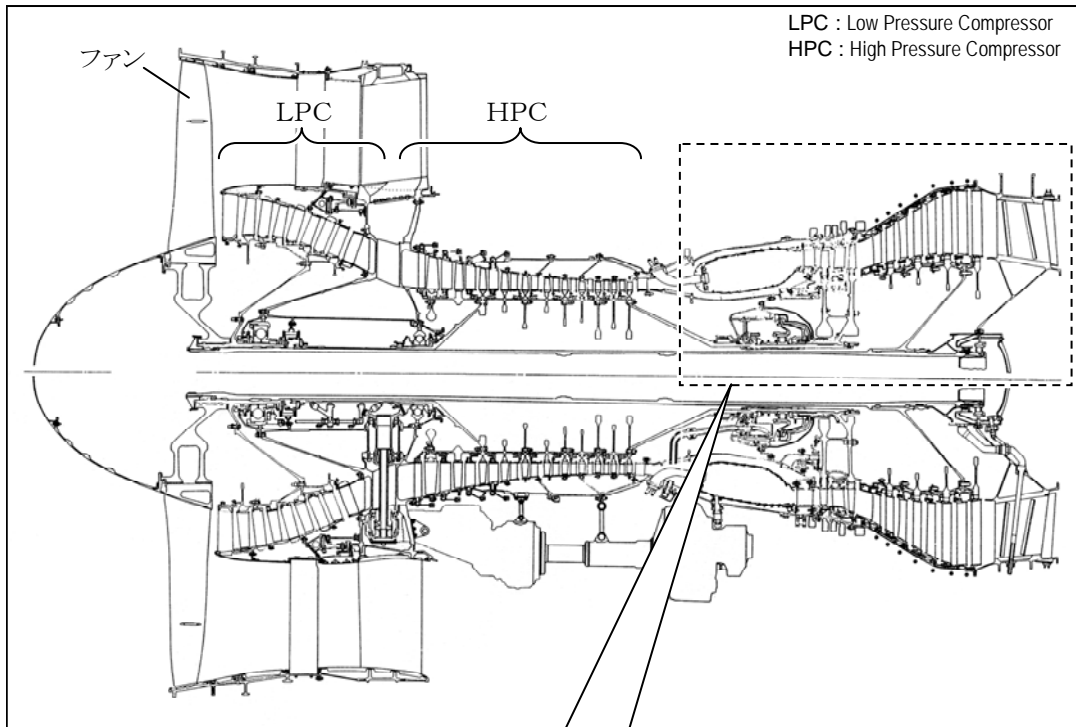 LPC : Low Pressure Compressor
HPC : High Pressure Compressor
ファン
LPC
HPC